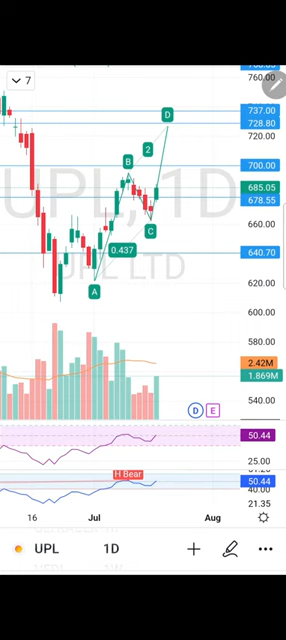 7
760.00
737.00
728.80
D
720.00
B
2
700.00
UPL, 1D
685.05
678.55
660.00
C
0.437
640.70
UPL LTD
A
620.00
600.00
580.00
2.42M
1.869M
560.00
540.00
D E
50.44
25.00
H Bear
50.44
40.00
21.35
16 Jul Aug
UPL 1D